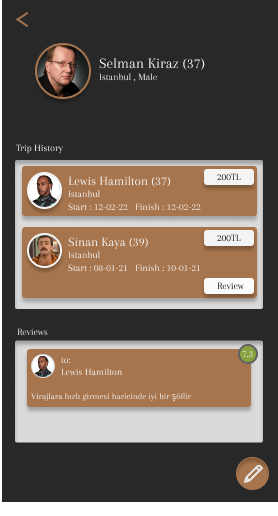 Selman Kiraz (37)
Istanbul , Male
Trip History
Lewis Hamilton (37)
200TL
Istanbul
Start : 12-02-22 Finish : 12-02-22
Sinan Kaya (39)
200TL
Istanbul
Start : 08-01-21 Finish : 10-01-21
Review
Reviews
7.3
to:
Lewis Hamilton
Virajlara hızlı girmesi haricinde iyi bir Şöför